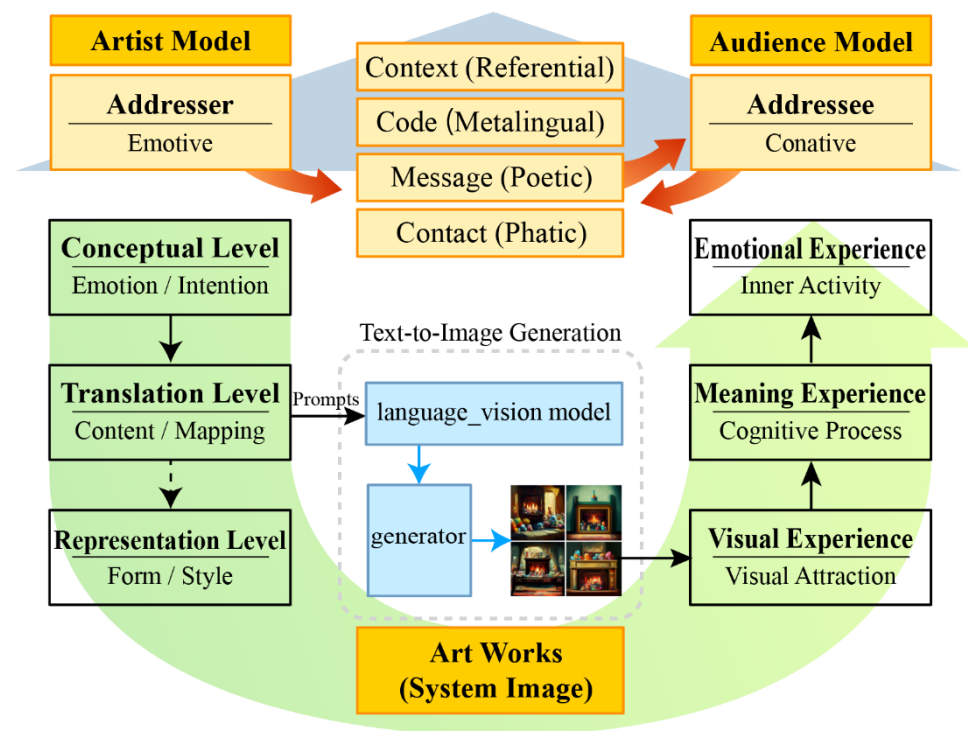 Artist Model
Addresser
Emotive
Context (Referential)
Code (Metalingual)
Message (Poetic)
Contact (Phatic)
Audience Model
Addressee
Conative
Conceptual Level
Emotion / Intention
Translation Level
Content / Mapping
Representation Level
Form / Style
Text-to-Image Generation
Prompts
language_vision model
generator
Emotional Experience
Inner Activity
Meaning Experience
Cognitive Process
Visual Experience
Visual Attraction
Art Works
(System Image)